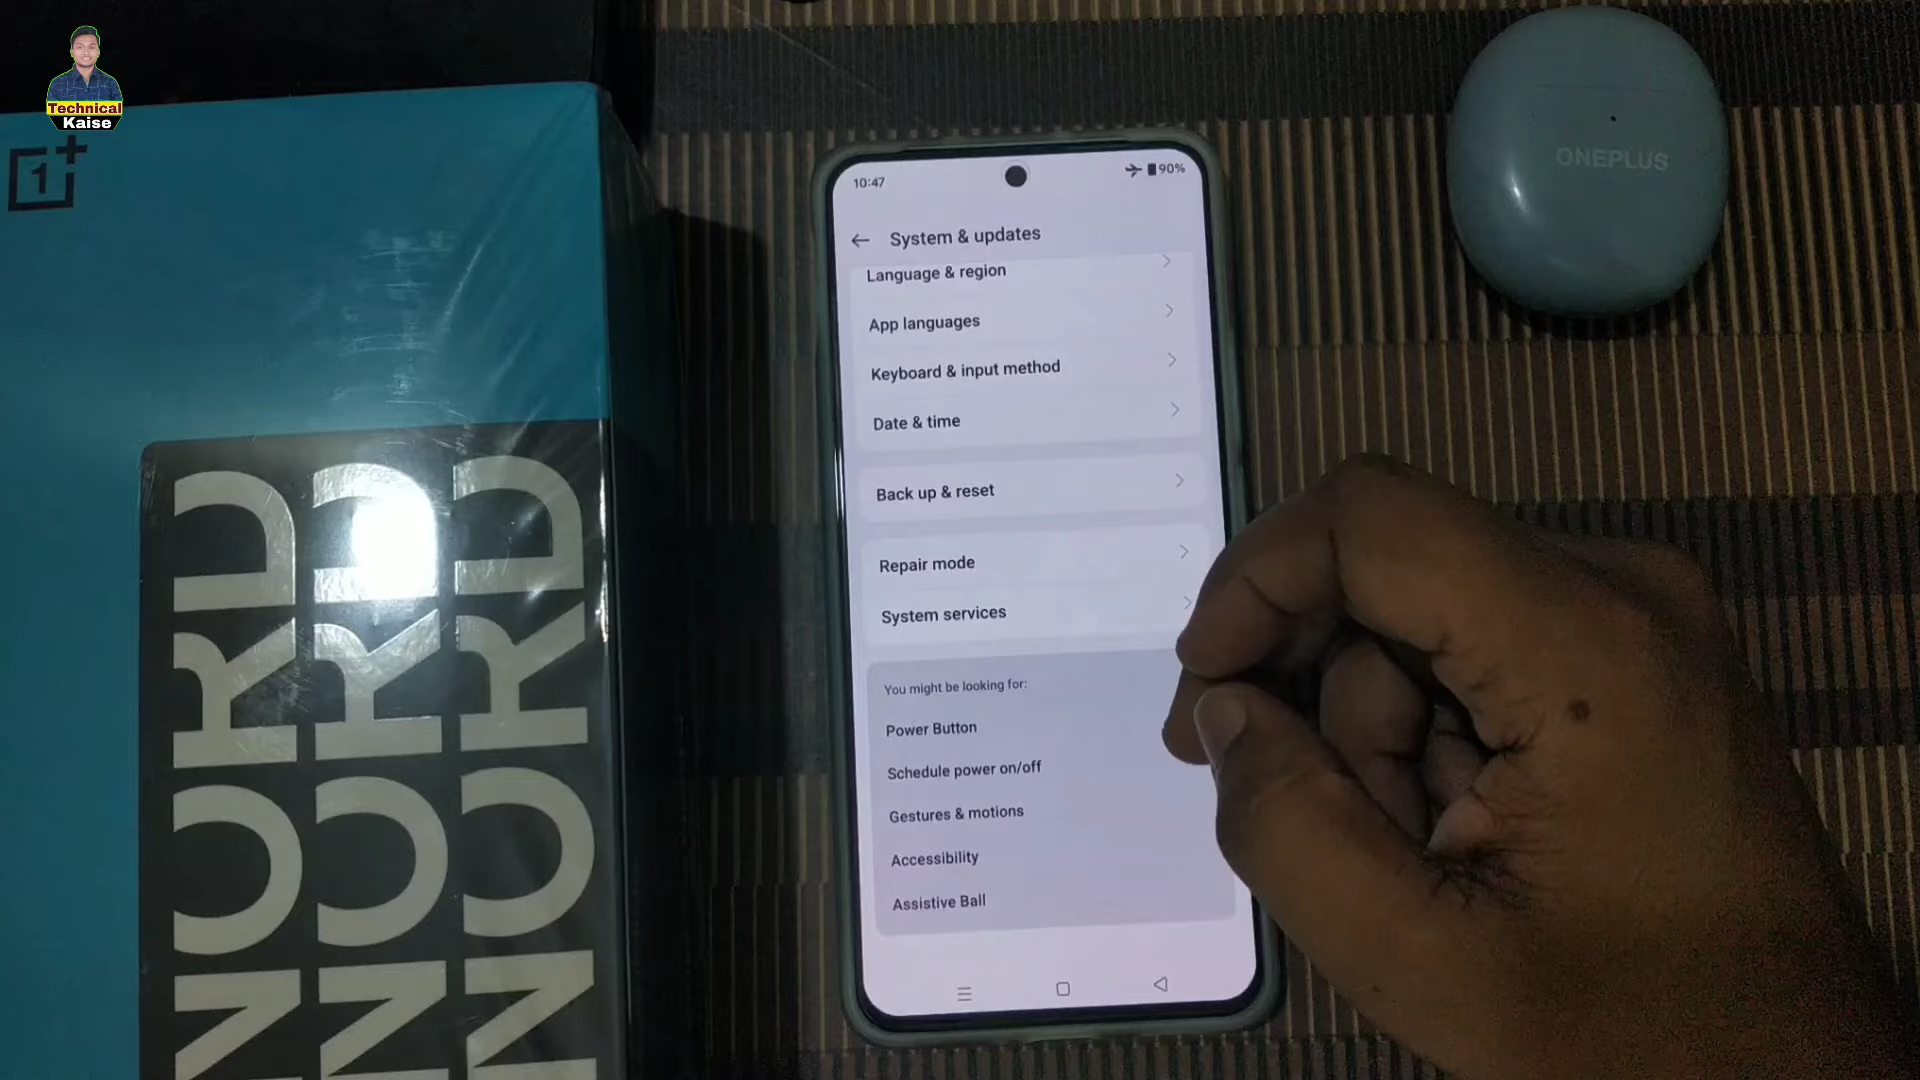 Technical
Kaise
1+
NORD
NORD
NORD
10:47
90%
System & updates
Language & region
App languages
Keyboard & input method
Date & time
Back up & reset
Repair mode
System services
You might be looking for:
Power Button
Schedule power on/off
Gestures & motions
Accessibility
Assistive Ball
ONEPLUS